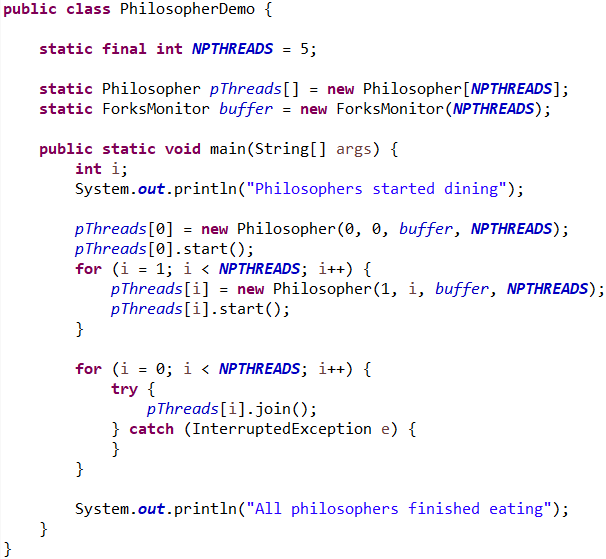 public class PhilosopherDemo {
static final int NPTHREADS = 5;
static Philosopher pThreads[] = new Philosopher[NPTHREADS];
static ForksMonitor buffer = new ForksMonitor(NPTHREADS);
public static void main(String[] args) {
int i;
System.out.println("Philosophers started dining");
pThreads[0] = new Philosopher(0, 0, buffer, NPTHREADS);
pThreads[0].start();
for (i = 1; i < NPTHREADS; i++) {
pThreads[i] = new Philosopher(1, i, buffer, NPTHREADS);
pThreads[i].start();
}
for (i = 0; i < NPTHREADS; i++) {
try {
pThreads[i].join();
} catch (InterruptedException e) {
}
}
System.out.println("All philosophers finished eating");
}
}